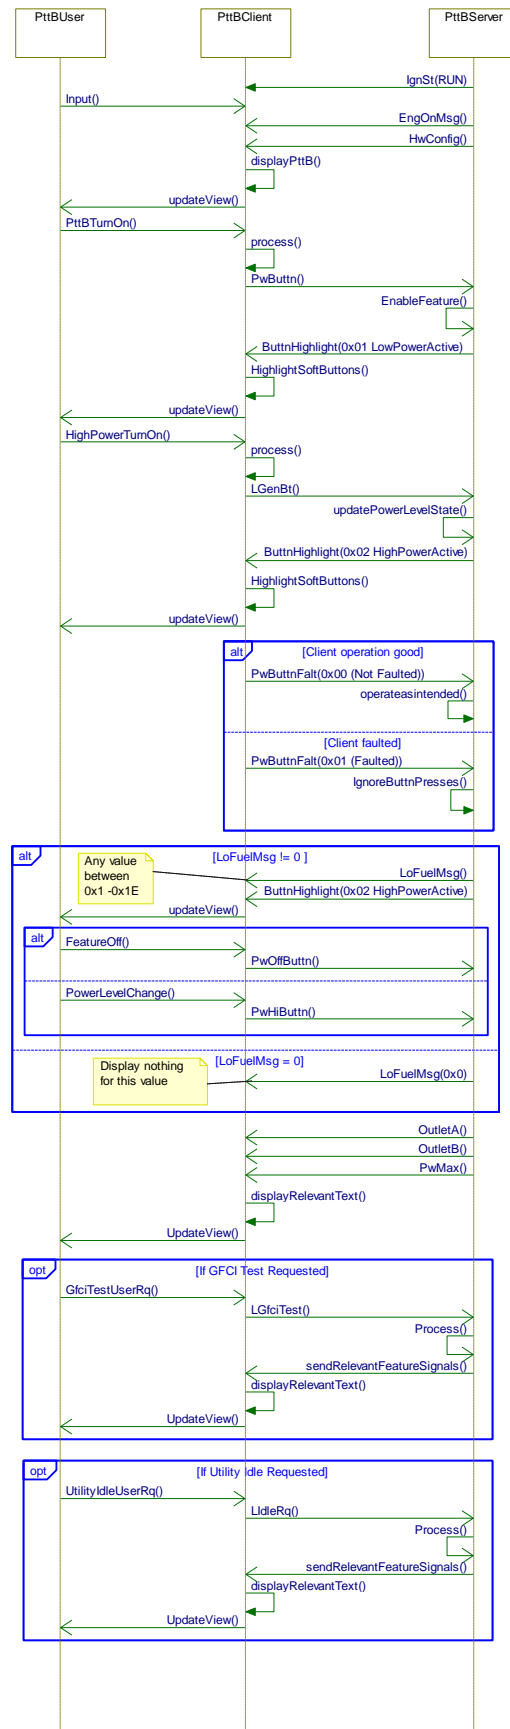 PttBUser
PttBClient
PttBServer
IgnSt(RUN)
Input()
EngOnMsg()
HwConfig()
displayPttB()
updateView()
PttBTurnOn()
process()
PwButtn()
EnableFeature()
ButtnHighlight(0x01 LowPowerActive)
HighlightSoftButtons()
updateView()
HighPowerTurnOn()
process()
LGenBt()
updatePowerLevelState()
ButtnHighlight(0x02 HighPowerActive)
HighlightSoftButtons()
updateView()
alt
[Client operation good]
PwButtnFalt(0x00 (Not Faulted))
operateasintended()
[Client faulted]
PwButtnFalt(0x01 (Faulted))
IgnoreButtnPresses()
alt
[LoFuelMsg != 0 ]
Any value
between
0x1 -0x1E
LoFuelMsg()
ButtnHighlight(0x02 HighPowerActive)
updateView()
alt
FeatureOff()
PwOffButtn()
PowerLevelChange()
PwHiButtn()
[LoFuelMsg = 0]
Display nothing
for this value
LoFuelMsg(0x0)
OutletA()
OutletB()
PwMax()
displayRelevantText()
UpdateView()
opt
[If GFCI Test Requested]
GfciTestUserRq()
LGfciTest()
Process()
sendRelevantFeatureSignals()
displayRelevantText()
UpdateView()
opt
[If Utility Idle Requested]
UtilityIdleUserRq()
LIdleRq()
Process()
sendRelevantFeatureSignals()
displayRelevantText()
UpdateView()